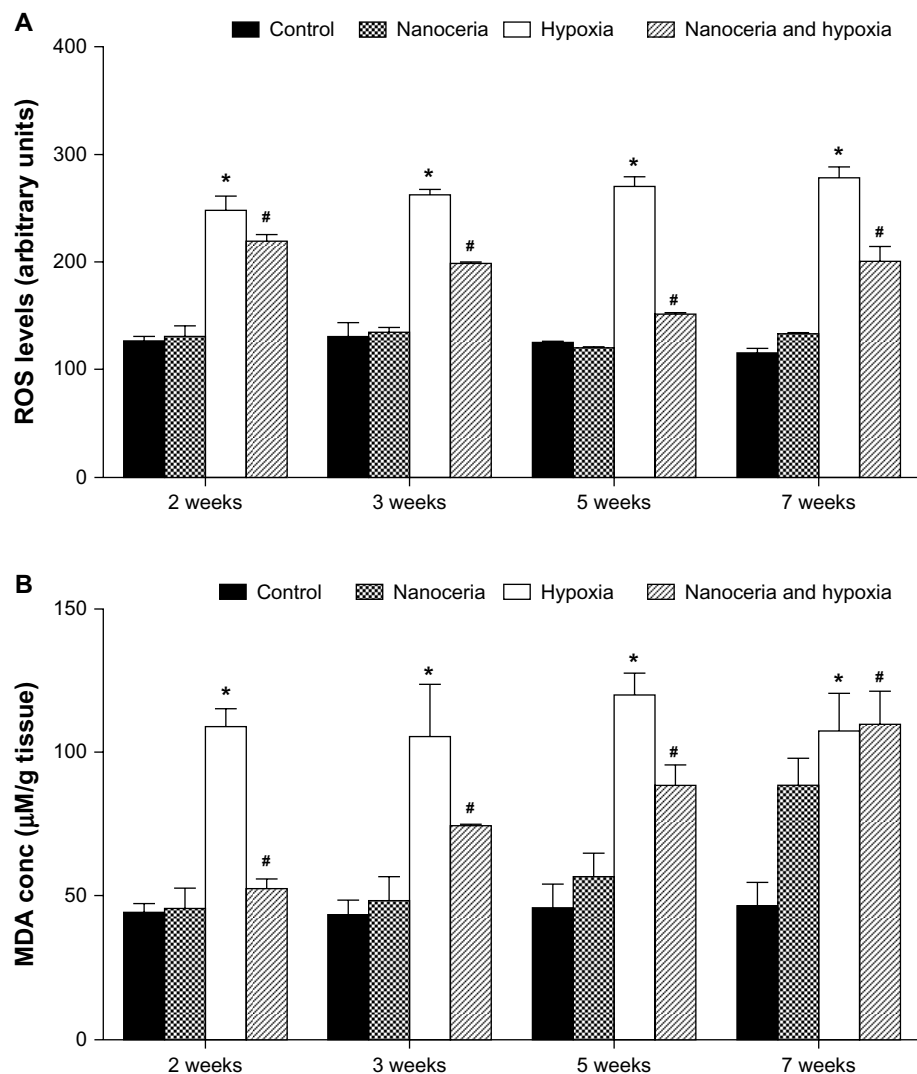 A
Control Nanoceria Hypoxia Nanoceria and hypoxia
400
300
200
100
0
ROS levels (arbitrary units)
* # * # * # * #
2 weeks 3 weeks 5 weeks 7 weeks
B
Control Nanoceria Hypoxia Nanoceria and hypoxia
150
100
50
0
MDA conc (μM/g tissue)
* # * # * # * #
2 weeks 3 weeks 5 weeks 7 weeks